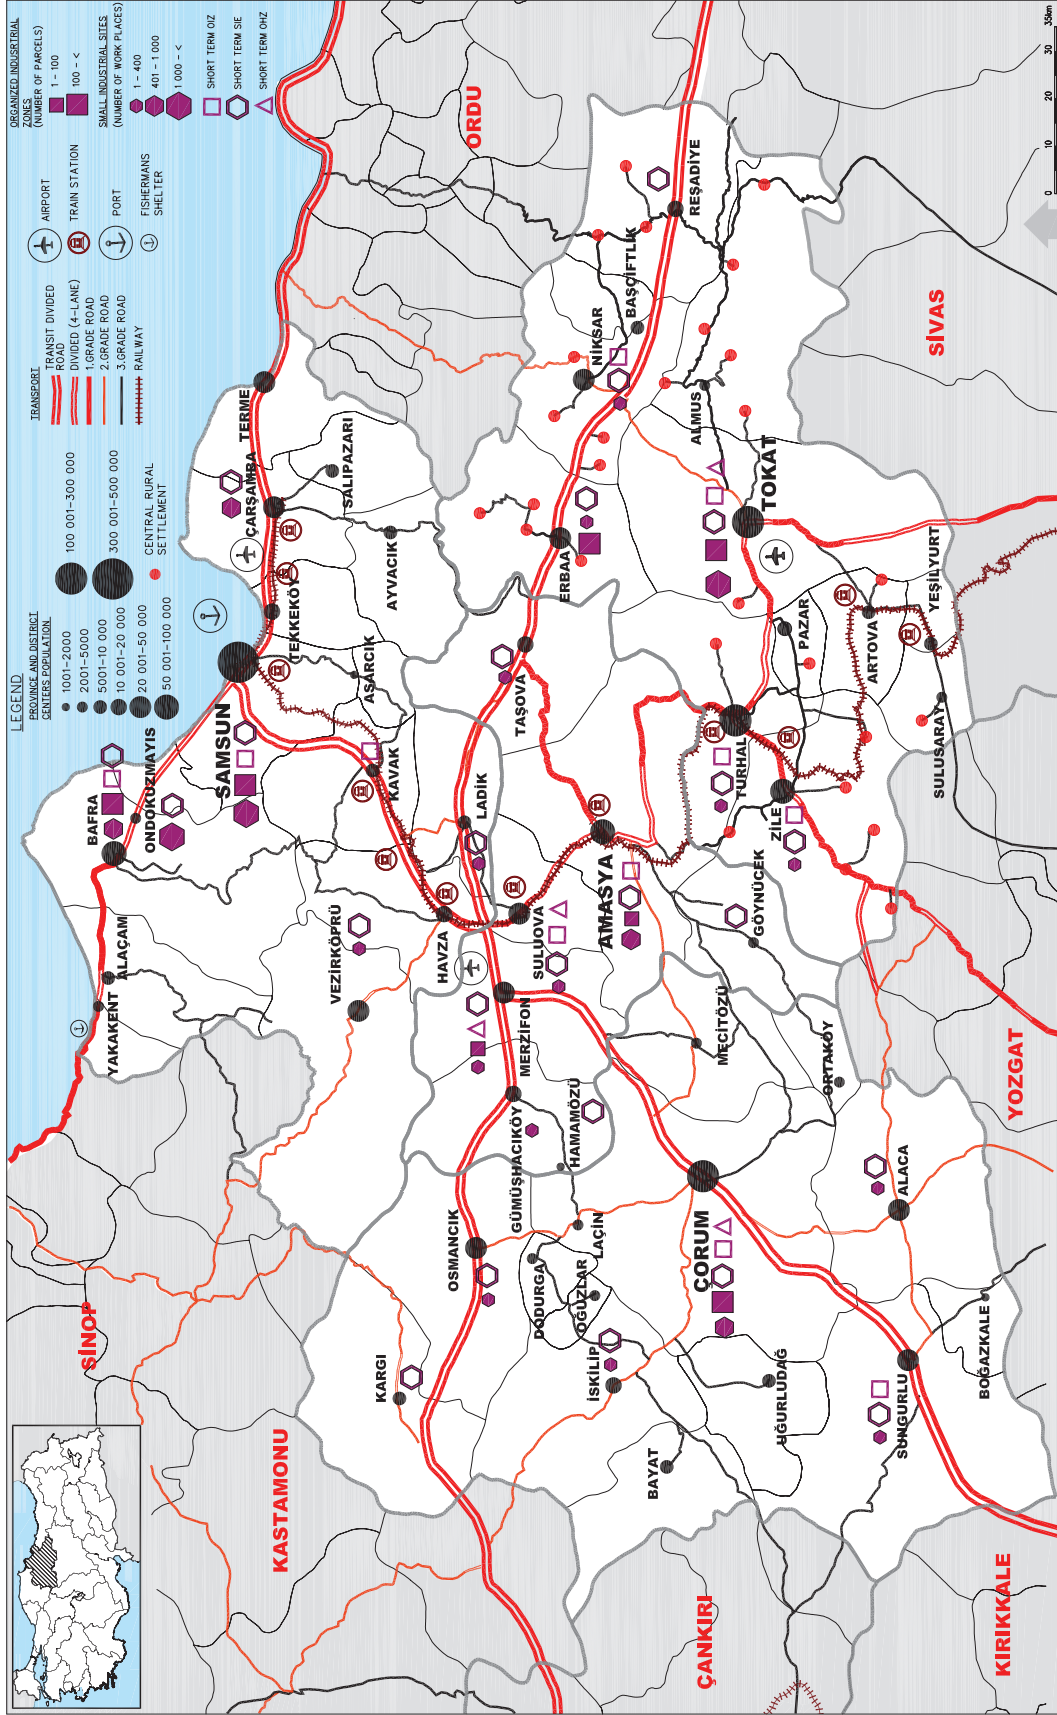 LEGEND
PROVINCE AND DISTRICT
CENTERS POPULATION
1001-2000
2001-5000
5001-10 000
10 001-20 000
20 001-50 000
50 001-100 000
100 001-300 000
300 001-500 000
CENTRAL RURAL
SETTLEMENT
TRANSPORT
TRANSIT DIVIDED
ROAD
DIVIDED (4-LANE)
1.GRADE ROAD
2.GRADE ROAD
3.GRADE ROAD
RAILWAY
AIRPORT
TRAIN STATION
PORT
FISHERMANS
SHELTER
ORGANIZED INDUSRTRIAL
ZONES
(NUMBER OF PARCELS)
1 - 100
100 - <
SMALL INDUSTRIAL SITES
(NUMBER OF WORK PLACES)
1 - 400
401 - 1 000
1 000 - <
SHORT TERM OIZ
SHORT TERM SIE
SHORT TERM OHZ
SİNOP
KASTAMONU
ÇANKIRI
KIRIKKALE
YOZGAT
SİVAS
ORDU
YAKAKENT
ALAÇAM
BAFRA
ONDOKUZMAYIS
SAMSUN
TEKKEKÖY
ÇARŞAMBA
TERME
SALIPAZARI
AYVACIK
ASARCIK
KAVAK
LADİK
HAVZA
VEZİRKÖPRÜ
MERZİFON
SULUOVA
AMASYA
TAŞOVA
GÖYNÜCEK
GÜMÜŞHACIKÖY
HAMAMÖZÜ
OSMANCIK
KARGI
DODURGA
OĞUZLAR
LAÇİN
İSKİLİP
BAYAT
UĞURLUDAĞ
ÇORUM
MECİTÖZÜ
ORTAKÖY
ALACA
SUNGURLU
BOĞAZKALE
ERBAA
NİKSAR
BAŞÇİFTLİK
REŞADİYE
ALMUS
TOKAT
PAZAR
TURHAL
ZİLE
ARTOVA
YEŞİLYURT
SULUSARAY
0 10 20 30 35km